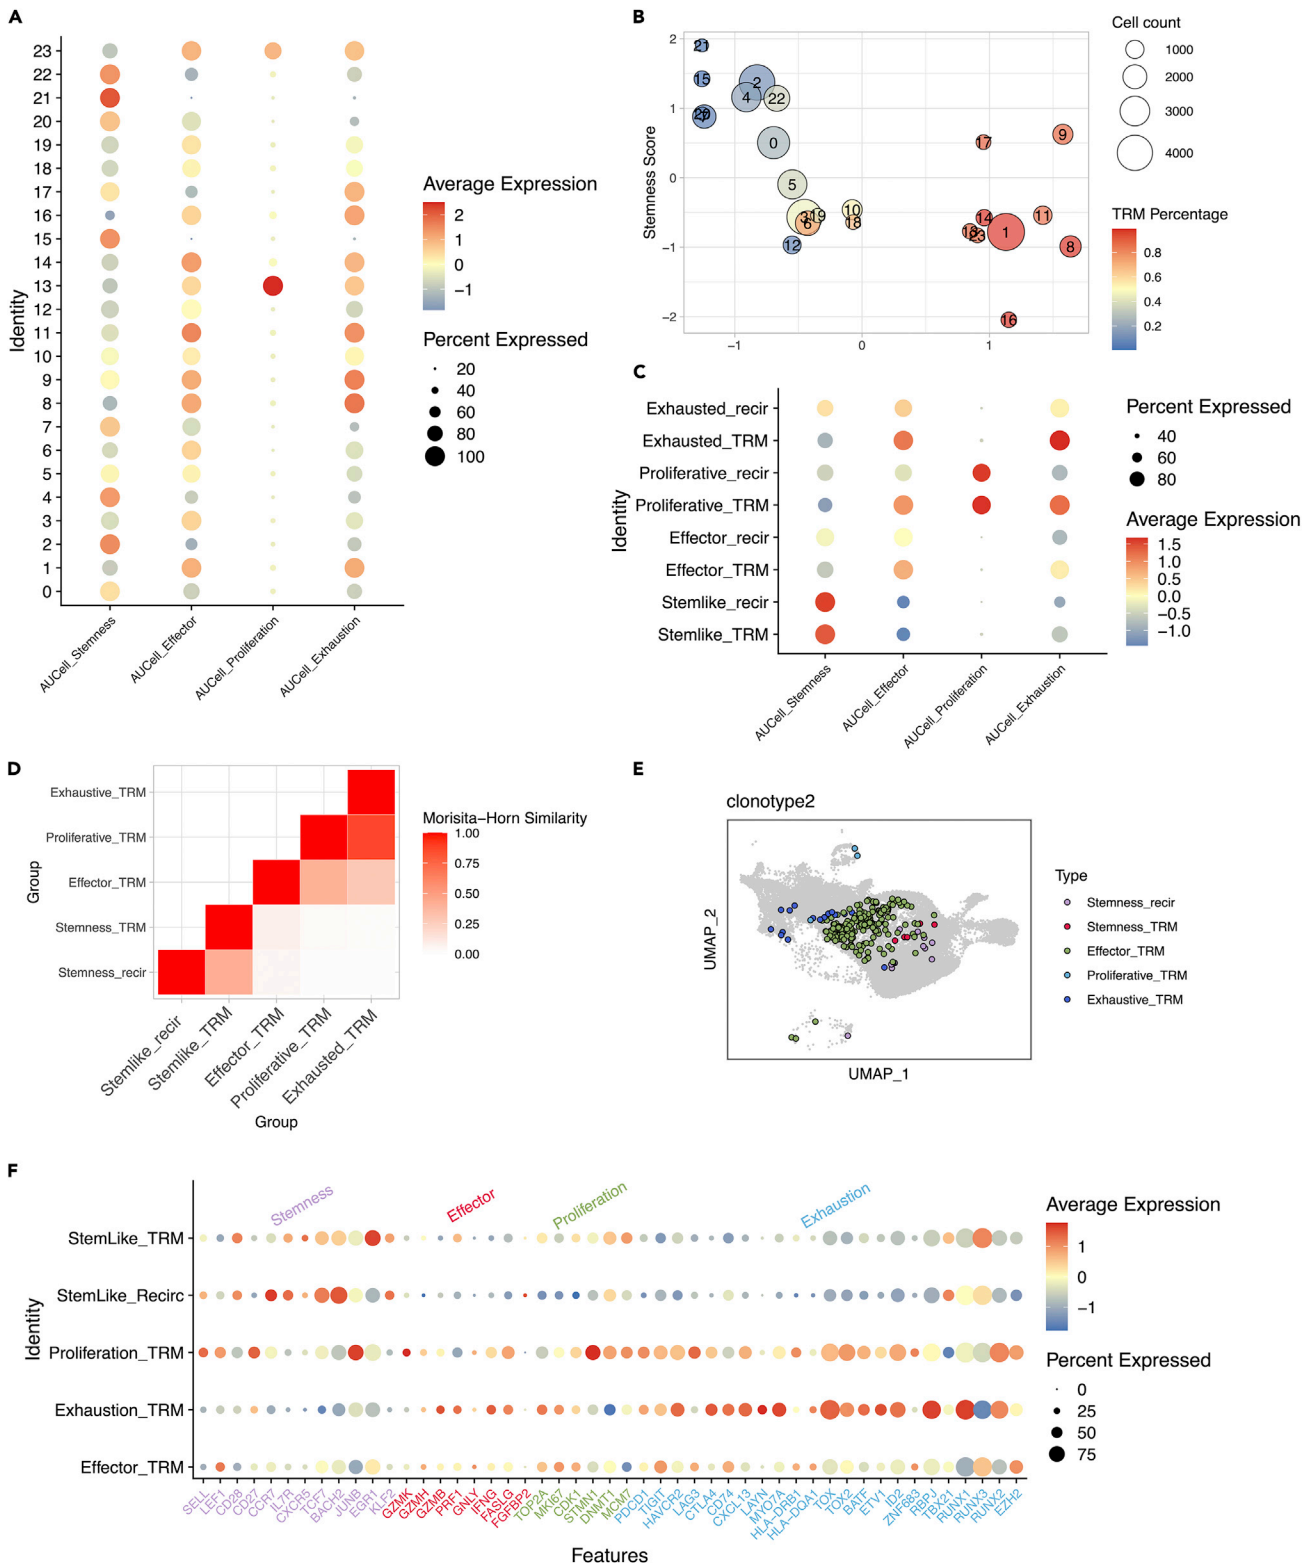 A
Identity
23
22
21
20
19
18
17
16
15
14
13
12
11
10
9
8
7
6
5
4
3
2
1
0
AUCell_Stemness
AUCell_Effector
AUCell_Proliferation
AUCell_Exhaustion
Average Expression
2
1
0
−1
Percent Expressed
20
40
60
80
100
B
Stemness Score
2
1
0
−1
−2
−1
0
1
21
15
2
4
22
0
5
19
6
10
18
12
17
9
14
11
1
8
16
Cell count
1000
2000
3000
4000
TRM Percentage
0.8
0.6
0.4
0.2
C
Identity
Exhausted_recir
Exhausted_TRM
Proliferative_recir
Proliferative_TRM
Effector_recir
Effector_TRM
Stemlike_recir
Stemlike_TRM
AUCell_Stemness
AUCell_Effector
AUCell_Proliferation
AUCell_Exhaustion
Percent Expressed
40
60
80
Average Expression
1.5
1.0
0.5
0.0
−0.5
−1.0
D
Group
Exhaustive_TRM
Proliferative_TRM
Effector_TRM
Stemness_TRM
Stemness_recir
Stemlike_recir
Stemlike_TRM
Effector_TRM
Proliferative_TRM
Exhausted_TRM
Group
Morisita−Horn Similarity
1.00
0.75
0.50
0.25
0.00
E
clonotype2
UMAP_2
UMAP_1
Type
Stemness_recir
Stemness_TRM
Effector_TRM
Proliferative_TRM
Exhaustive_TRM
F
Stemness
Effector
Proliferation
Exhaustion
Identity
StemLike_TRM
StemLike_Recirc
Proliferation_TRM
Exhaustion_TRM
Effector_TRM
SELL
LEF1
CD28
CD27
CCR7
IL7R
CXCR5
TCF7
BACH2
JUNB
EGR1
KLF2
GZMK
GZMH
GZMB
PRF1
GNLY
IFNG
FASLG
FGFBP2
TOP2A
MKI67
CDK1
STMN1
DNMT1
MCM7
PDCD1
TIGIT
HAVCR2
LAG3
CTLA4
CD74
CXCL13
LAYN
MYO7A
HLA−DRB1
HLA−DQA1
TOX
TOX2
BATF
ETV1
ID2
ZNF683
RBPJ
TBX21
RUNX1
RUNX3
RUNX2
EZH2
Features
Average Expression
1
0
−1
Percent Expressed
0
25
50
75